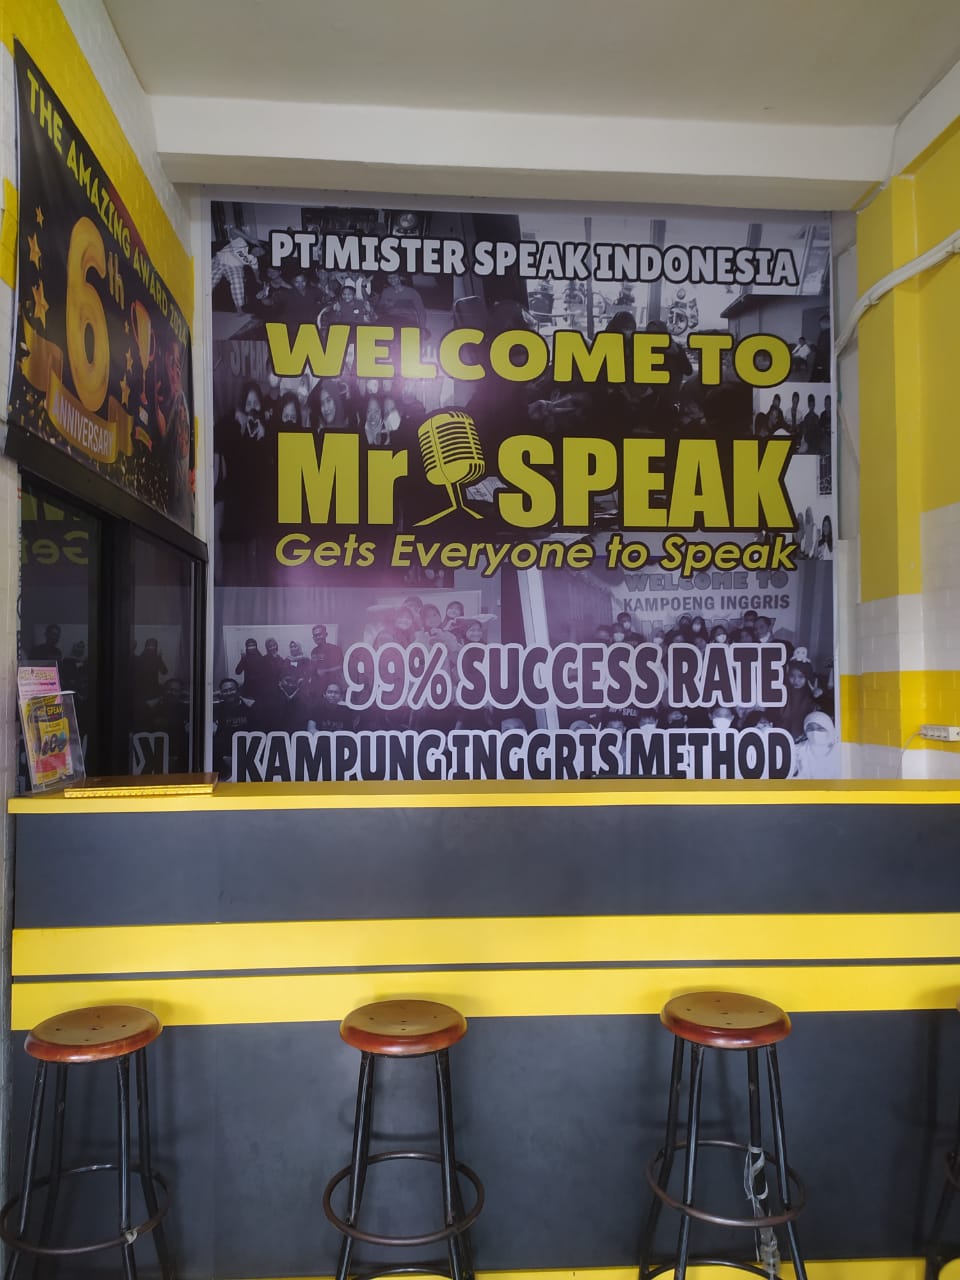 THE AMAZING AWARD
6th
ANNIVERSARY
PT MISTER SPEAK INDONESIA
WELCOME TO
Mr SPEAK
Gets Everyone to Speak
WELCOME TO
KAMPOENG INGGRIS
99% SUCCESS RATE
KAMPUNG INGGRIS METHOD